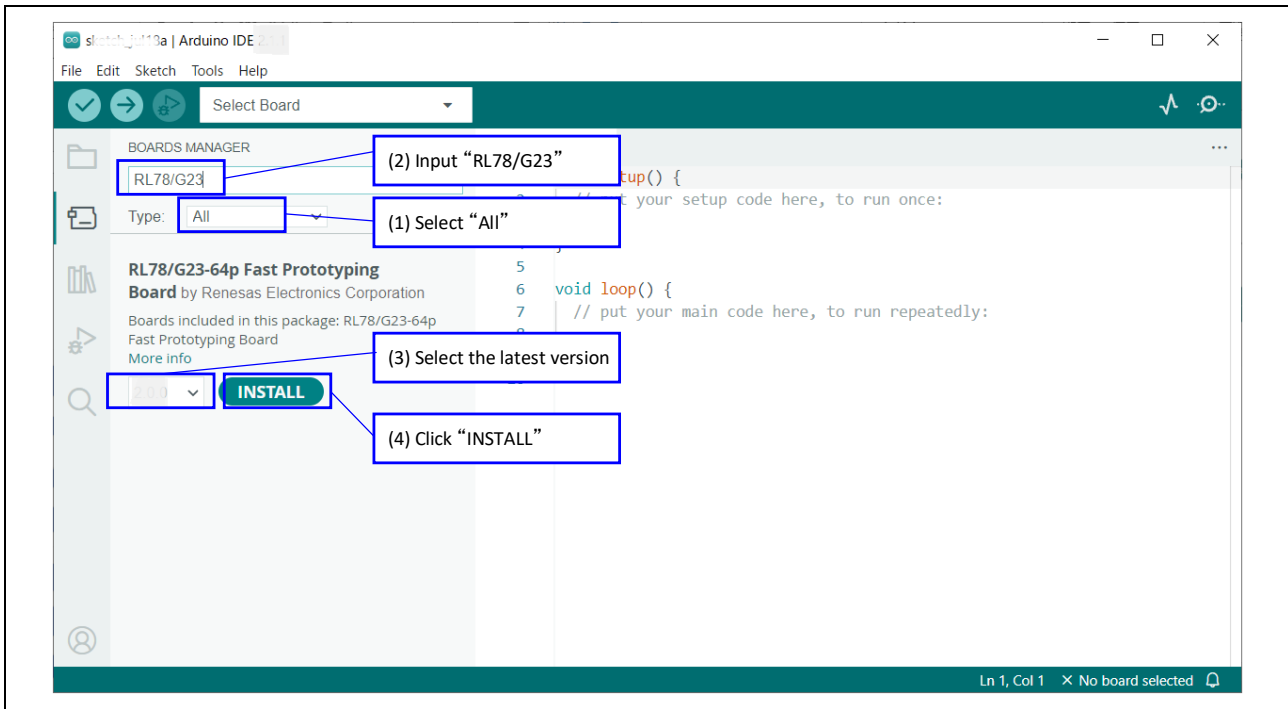 | Arduino IDE
File Edit Sketch Tools Help
Select Board
BOARDS MANAGER
RL78/G23
(2) Input “RL78/G23”
tup() {
your setup code here, to run once:
Type: All
(1) Select “All”
RL78/G23-64p Fast Prototyping
Board by Renesas Electronics Corporation
Boards included in this package: RL78/G23-64p
Fast Prototyping Board
More info
5
6 void loop() {
7 // put your main code here, to run repeatedly:
(3) Select the latest version
2.0.0
INSTALL
(4) Click “INSTALL”
Ln 1, Col 1 × No board selected